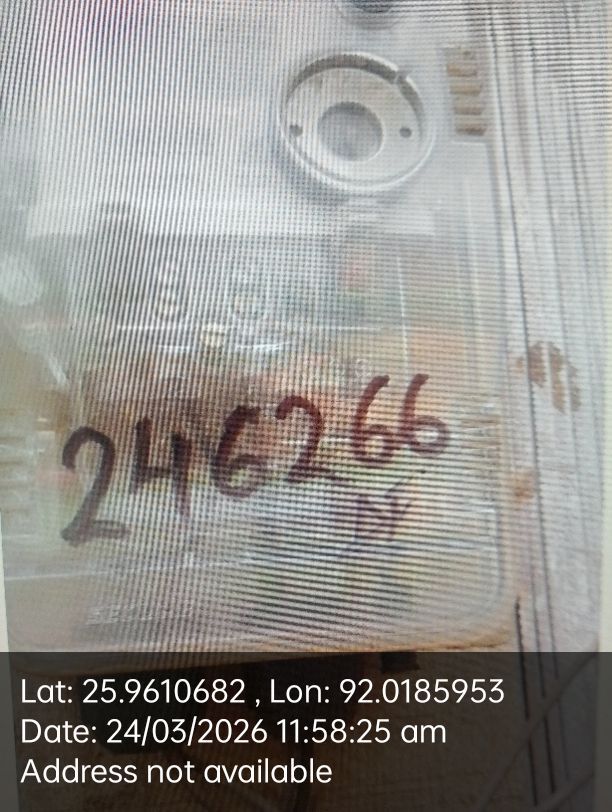 246266
Lat: 25.9610682 , Lon: 92.0185953
Date: 24/03/2026 11:58:25 am
Address not available